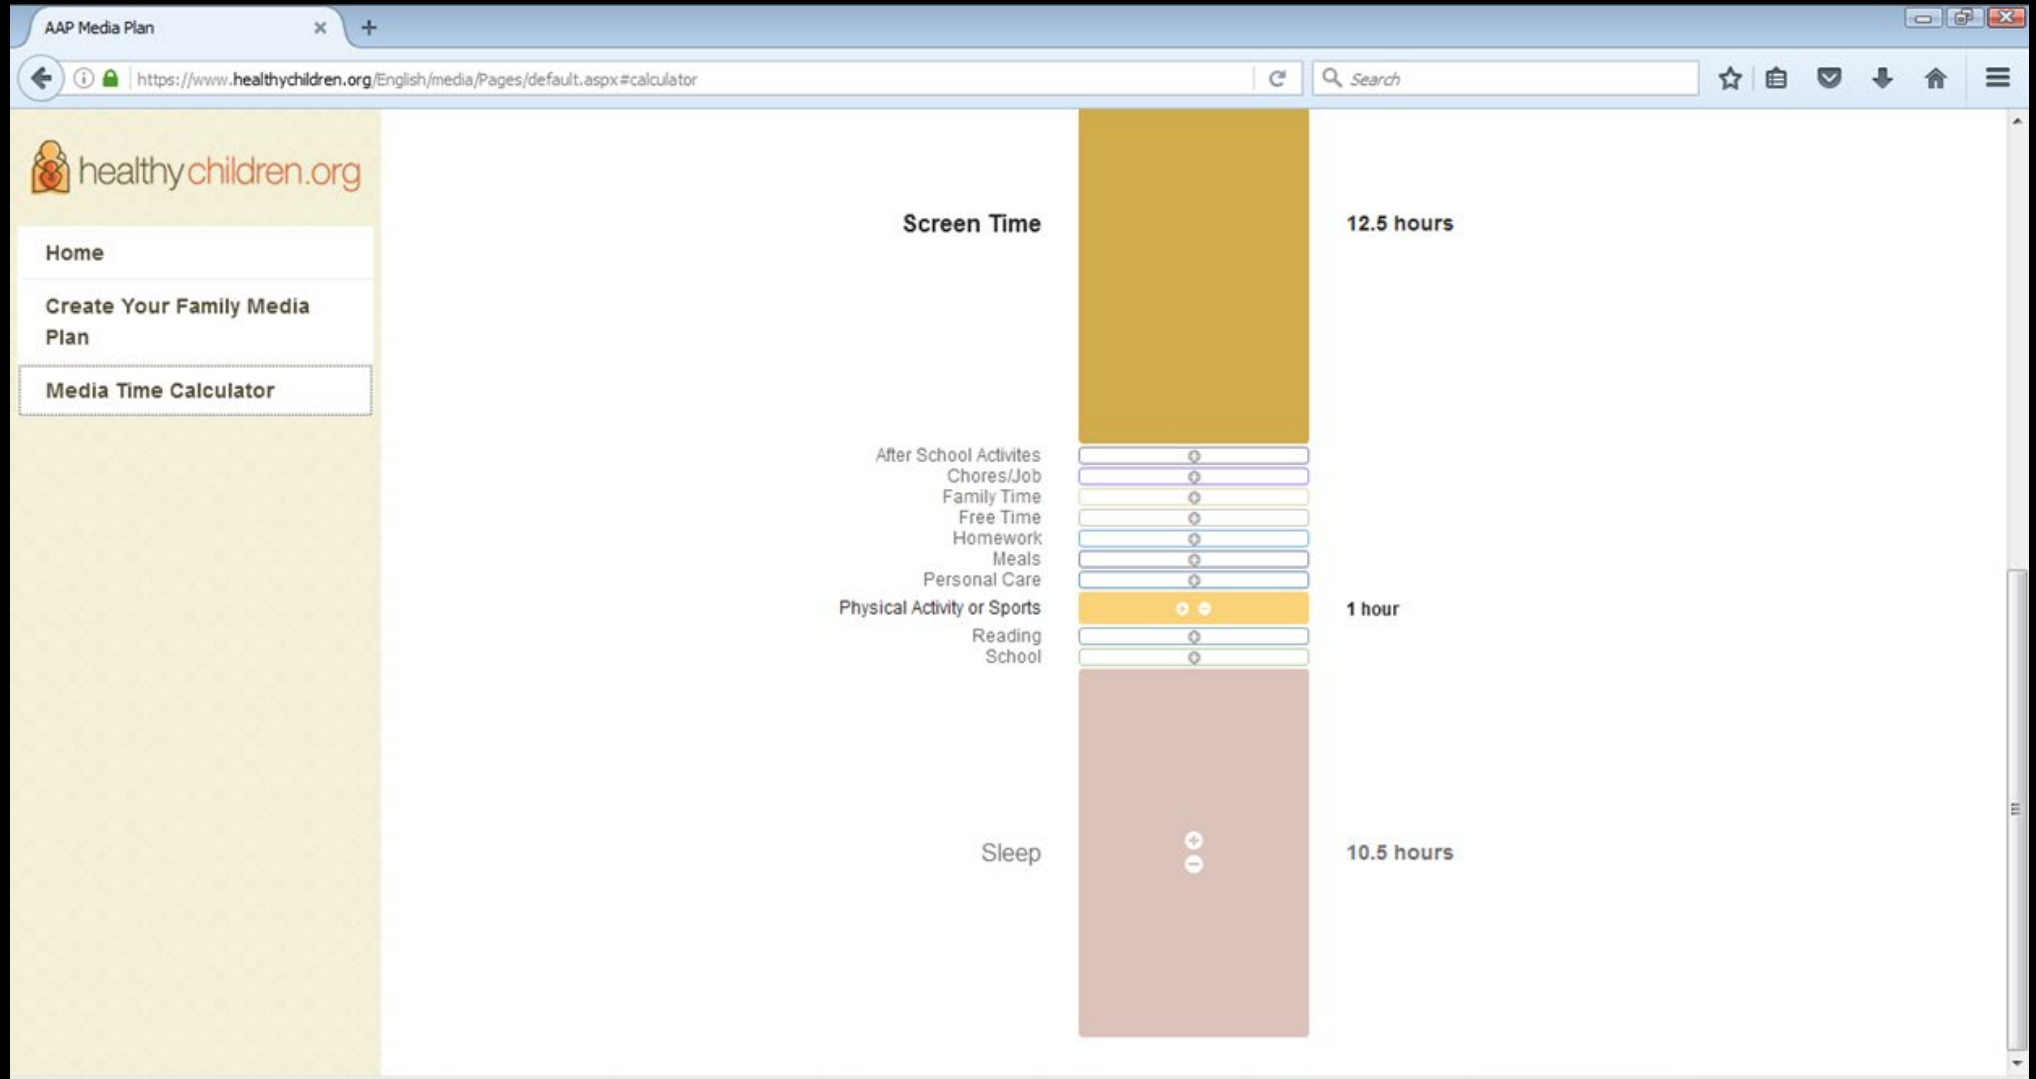 AAP Media Plan
https://www.healthychildren.org/English/media/Pages/default.aspx#calculator
Search
healthychildren.org
Home
Create Your Family Media
Plan
Media Time Calculator
Screen Time 12.5 hours
After School Activites
Chores/Job
Family Time
Free Time
Homework
Meals
Personal Care
Physical Activity or Sports 1 hour
Reading
School
Sleep 10.5 hours